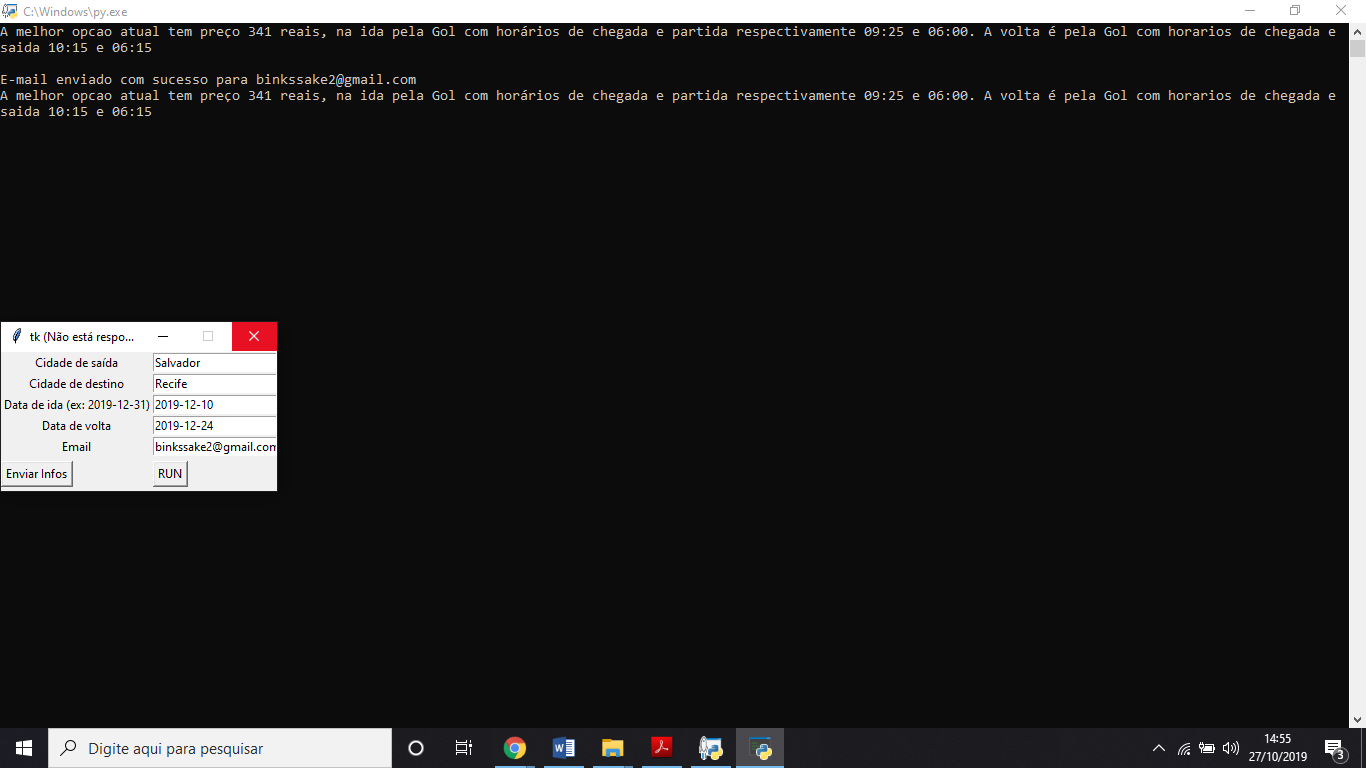 C:\Windows\py.exe
A melhor opcao atual tem preço 341 reais, na ida pela Gol com horários de chegada e partida respectivamente 09:25 e 06:00. A volta é pela Gol com horarios de chegada e
saida 10:15 e 06:15
E-mail enviado com sucesso para binkssake2@gmail.com
A melhor opcao atual tem preço 341 reais, na ida pela Gol com horários de chegada e partida respectivamente 09:25 e 06:00. A volta é pela Gol com horarios de chegada e
saida 10:15 e 06:15
tk (Não está respo...
Cidade de saída Salvador
Cidade de destino Recife
Data de ida (ex: 2019-12-31) 2019-12-10
Data de volta 2019-12-24
Email binkssake2@gmail.com
Enviar Infos RUN
Digite aqui para pesquisar
14:55
27/10/2019
3